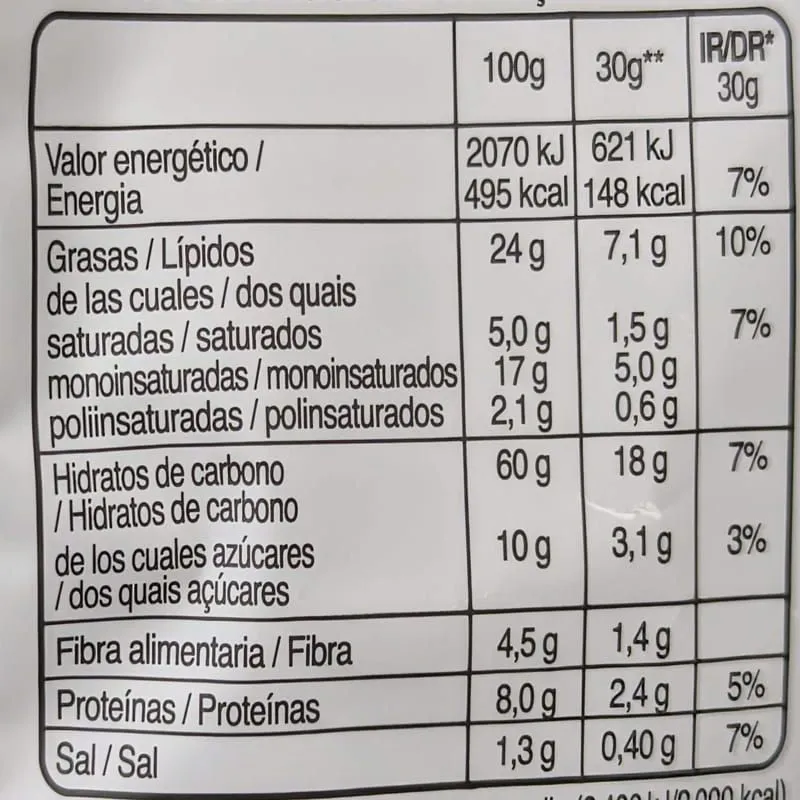 100g 30g** IR/DR* 30g
Valor energético / 2070 kJ 621 kJ
Energia 495 kcal 148 kcal 7%
Grasas / Lípidos 24 g 7,1 g 10%
de las cuales / dos quais
saturadas / saturados 5,0 g 1,5 g 7%
monoinsaturadas / monoinsaturados 17 g 5,0 g
poliinsaturadas / polinsaturados 2,1 g 0,6 g
Hidratos de carbono 60 g 18 g 7%
/ Hidratos de carbono
de los cuales azúcares 10 g 3,1 g 3%
/ dos quais açúcares
Fibra alimentaria / Fibra 4,5 g 1,4 g
Proteínas / Proteínas 8,0 g 2,4 g 5%
Sal / Sal 1,3 g 0,40 g 7%
kcal)